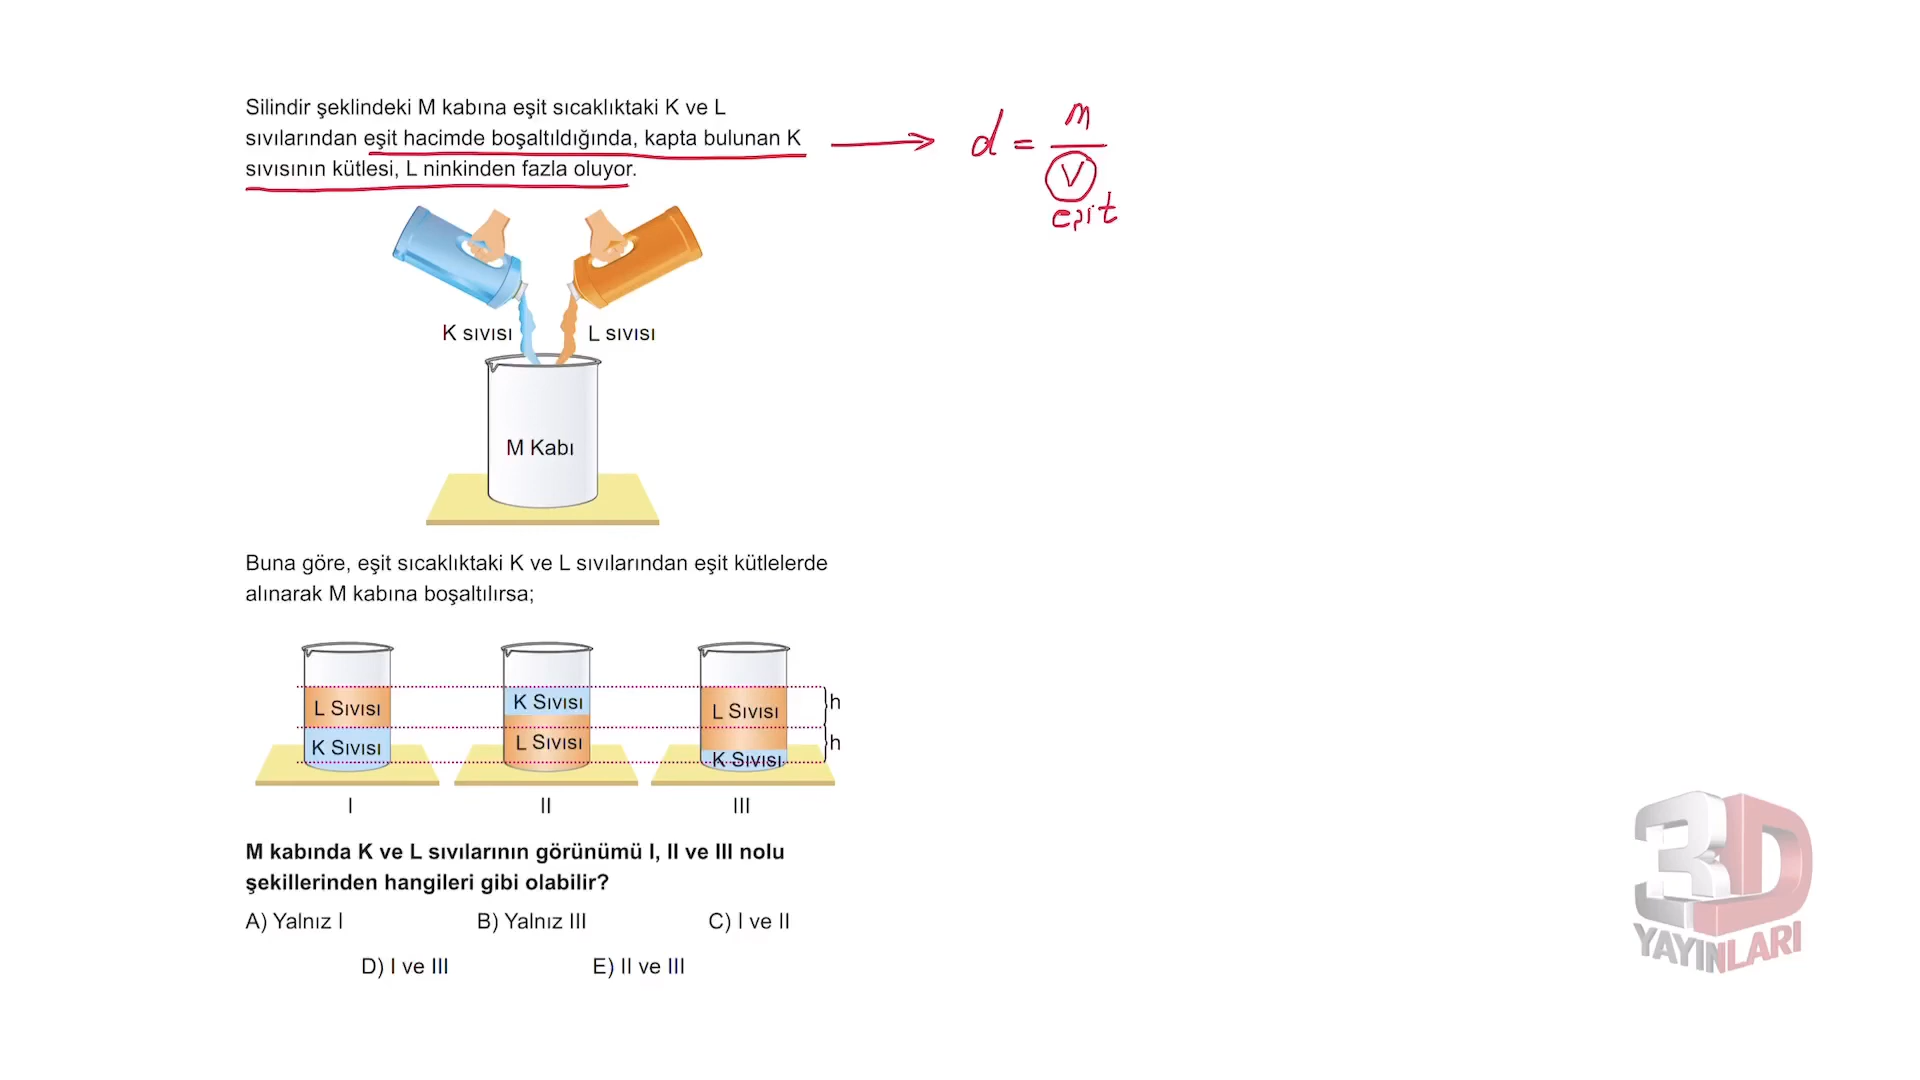 Silindir şeklindeki M kabına eşit sıcaklıktaki K ve L
sıvılarından eşit hacimde boşaltıldığında, kapta bulunan K
sıvısının kütlesi, L ninkinden fazla oluyor.
d = m
V
eşit
K sıvısı
L sıvısı
M Kabı
Buna göre, eşit sıcaklıktaki K ve L sıvılarından eşit kütlelerde
alınarak M kabına boşaltılırsa;
L Sıvısı
K Sıvısı
K Sıvısı
L Sıvısı
L Sıvısı
K Sıvısı
h
h
I
II
III
M kabında K ve L sıvılarının görünümü I, II ve III nolu
şekillerinden hangileri gibi olabilir?
A) Yalnız I
B) Yalnız III
C) I ve II
D) I ve III
E) II ve III
3D
YAYINLARI